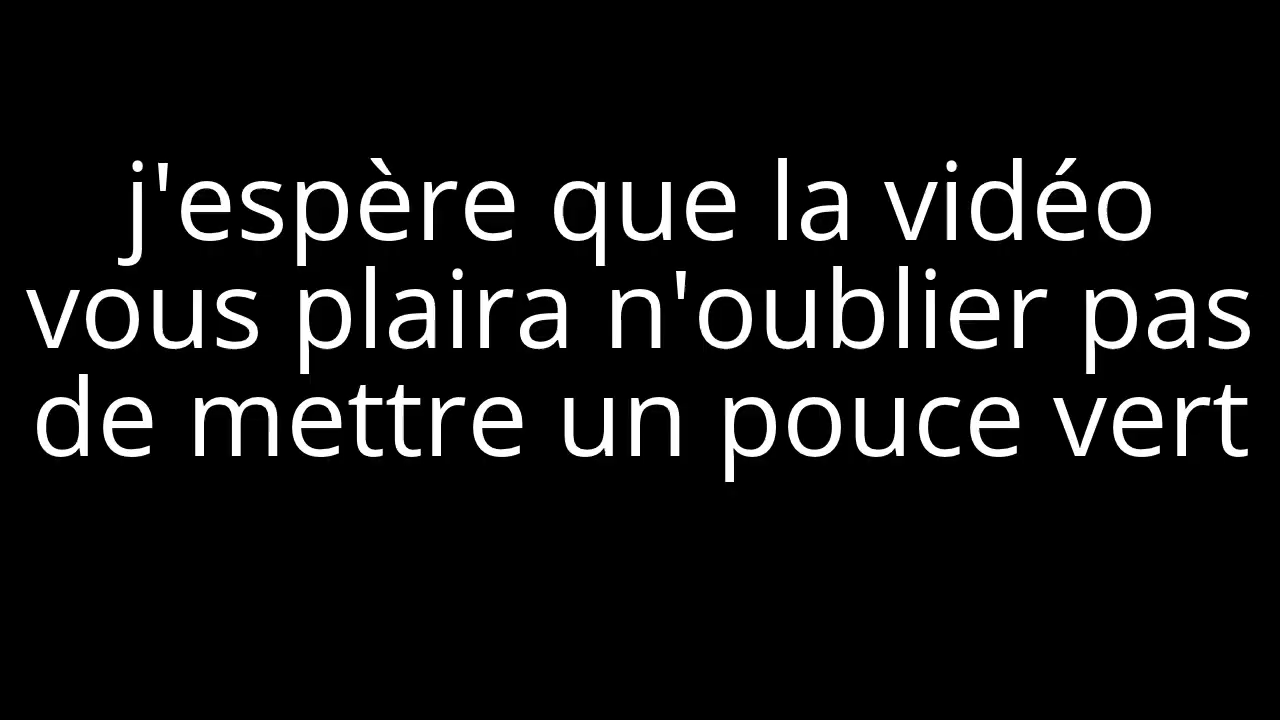 j'espère que la vidéo
vous plaira n'oublier pas
de mettre un pouce vert